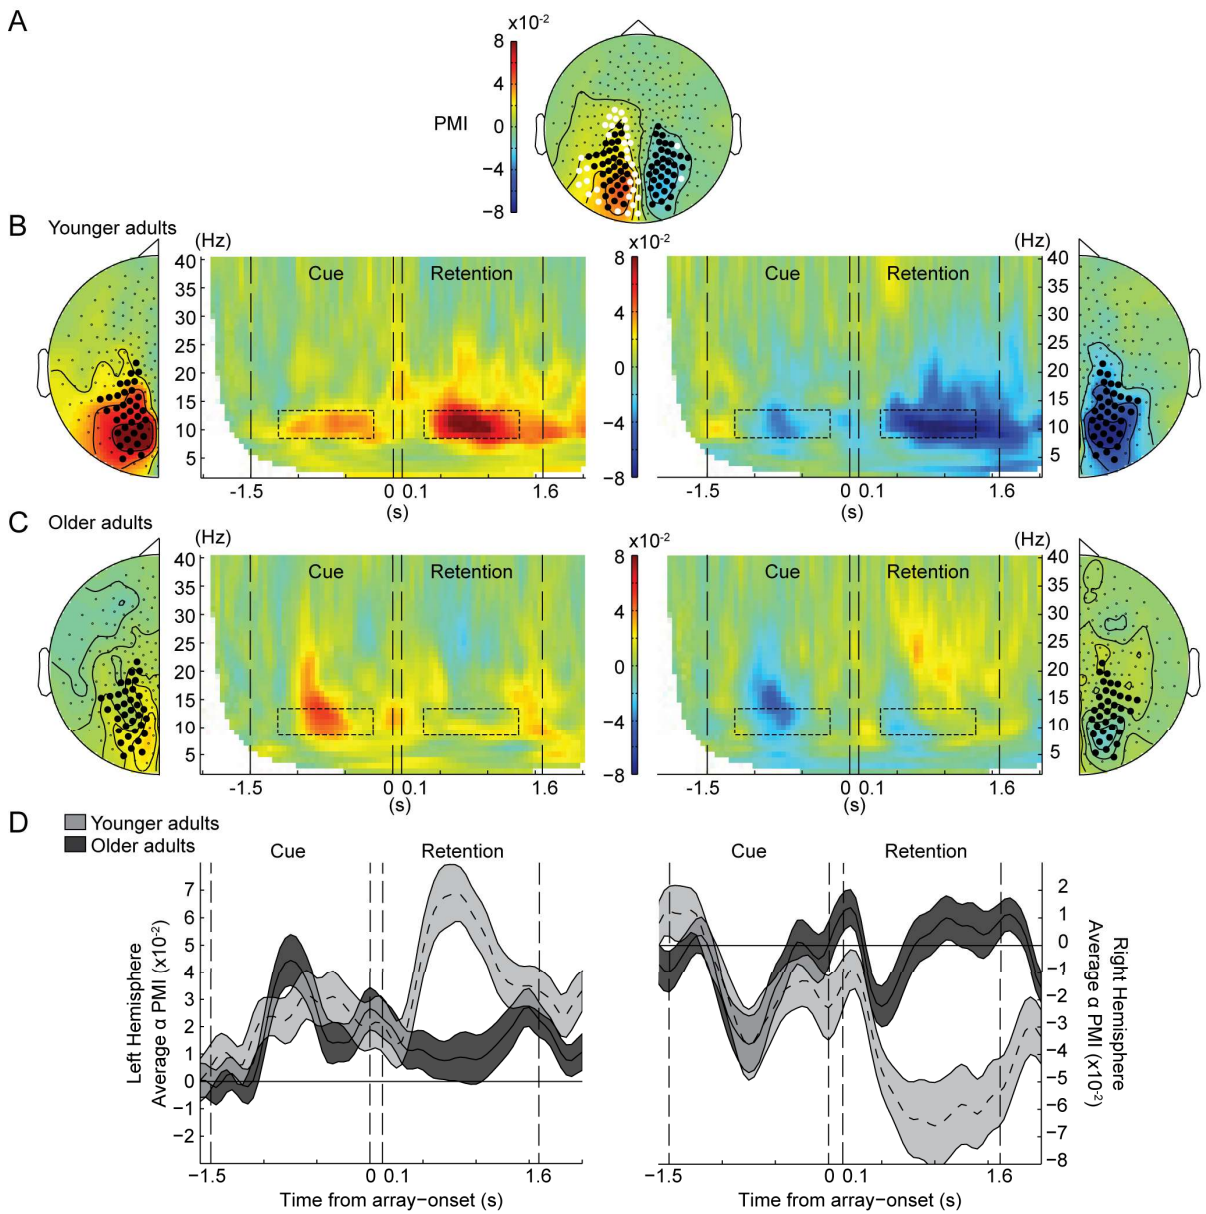 A
x10-2
8
4
0
−4
−8
PMI
B
Younger adults
(Hz)
40
35
30
25
20
15
10
5
Cue
Retention
-1.5
0 0.1
1.6
(s)
x10-2
8
4
0
−4
−8
Cue
Retention
-1.5
0 0.1
1.6
(s)
(Hz)
40
35
30
25
20
15
10
5
C
Older adults
(Hz)
40
35
30
25
20
15
10
5
Cue
Retention
-1.5
0 0.1
1.6
(s)
x10-2
8
4
0
−4
−8
Cue
Retention
-1.5
0 0.1
1.6
(s)
(Hz)
40
35
30
25
20
15
10
5
D
Younger adults
Older adults
Cue
Retention
Left Hemisphere
Average α PMI (x10-2)
7
6
5
4
3
2
1
0
−1
−2
−1.5
0 0.1
1.6
Time from array−onset (s)
Cue
Retention
2
1
0
−1
−2
−3
−4
−5
−6
−7
−8
Right Hemisphere
Average α PMI (x10-2)
−1.5
0 0.1
1.6
Time from array−onset (s)